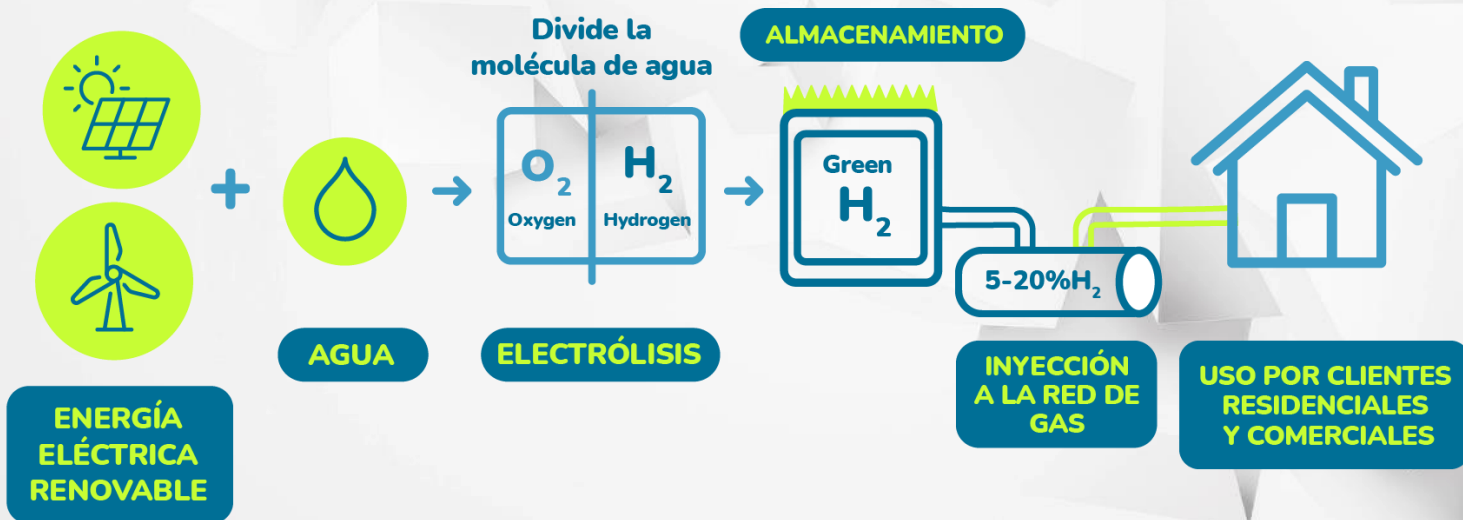 Divide la
molécula de agua
ALMACENAMIENTO
O₂
Oxygen
H₂
Hydrogen
Green
H₂
5-20%H₂
AGUA
ELECTRÓLISIS
INYECCIÓN
A LA RED DE
GAS
USO POR CLIENTES
RESIDENCIALES
Y COMERCIALES
ENERGÍA
ELÉCTRICA
RENOVABLE